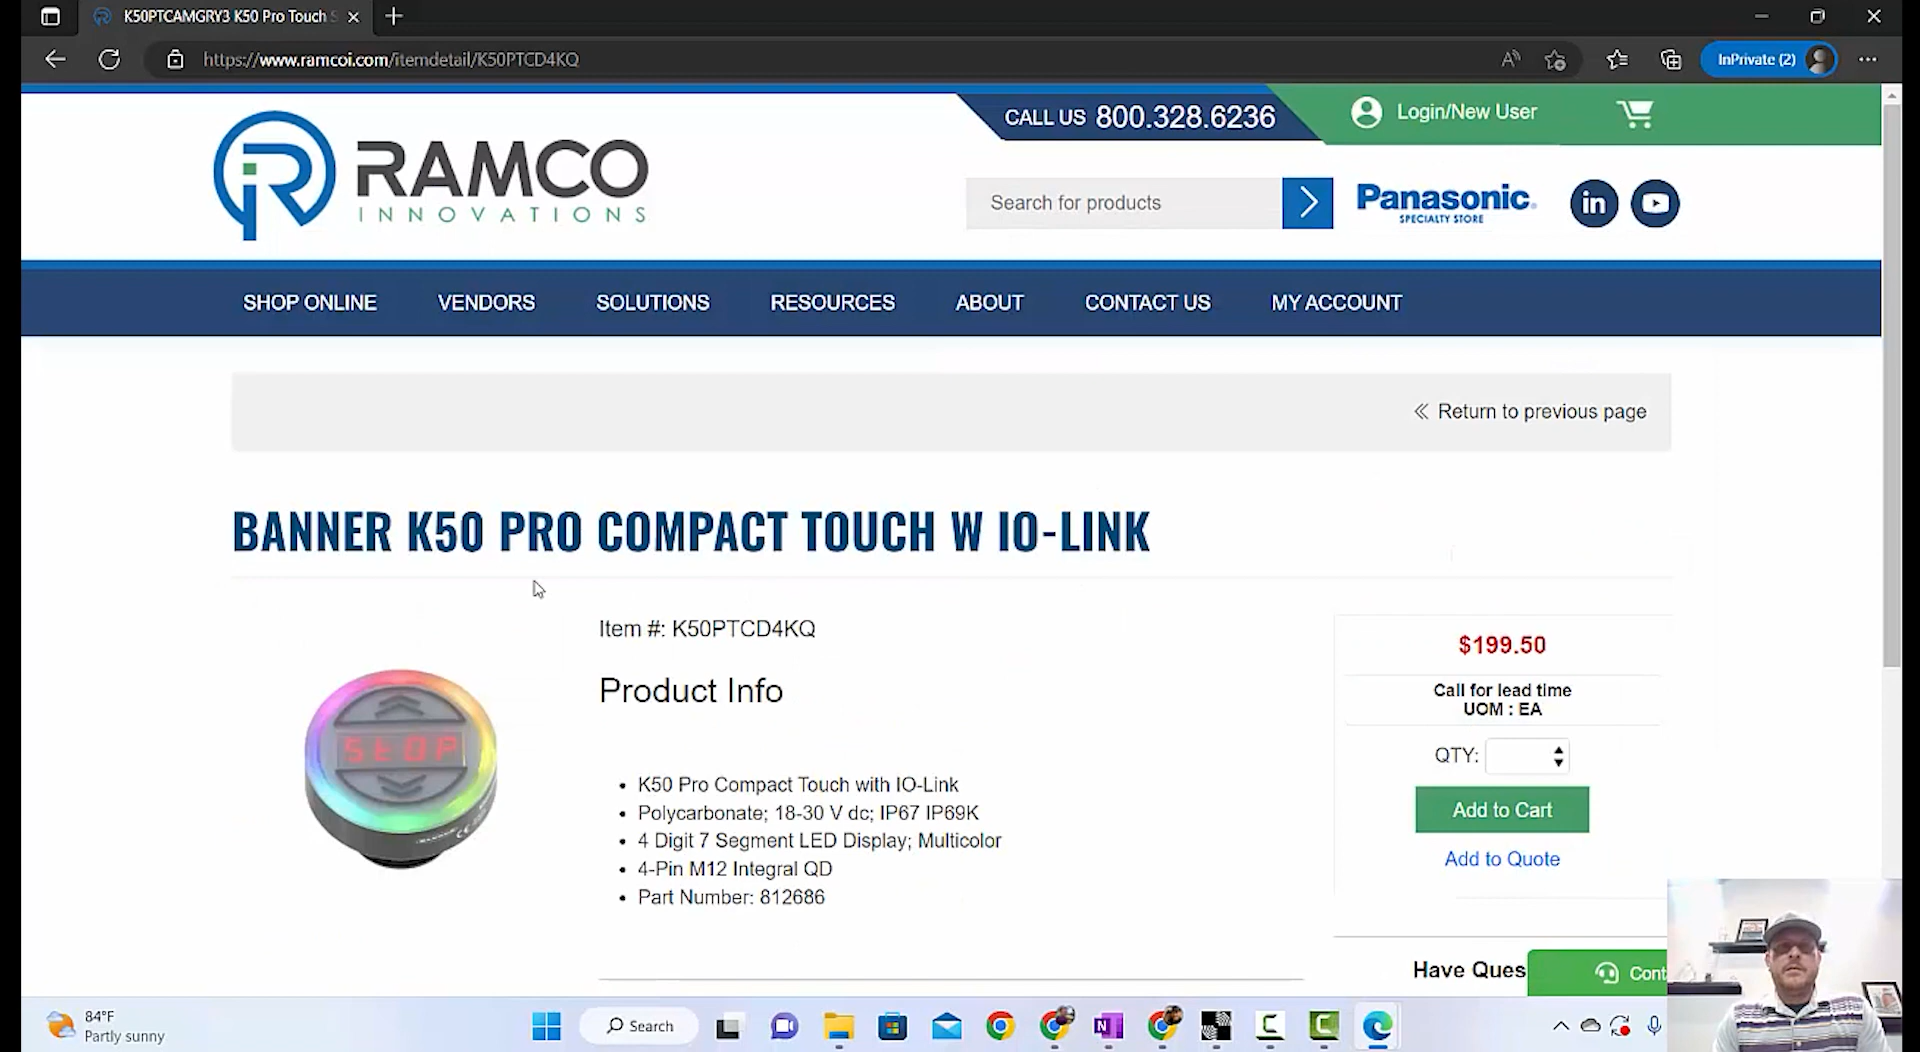 K50PTCAMGRY3 K50 Pro Touch
https://www.ramcoi.com/itemdetail/K50PTCD4KQ
InPrivate (2)
CALL US 800.328.6236
Login/New User
RAMCO
INNOVATIONS
Search for products
Panasonic
SPECIALTY STORE
in
SHOP ONLINE VENDORS SOLUTIONS RESOURCES ABOUT CONTACT US MY ACCOUNT
« Return to previous page
BANNER K50 PRO COMPACT TOUCH W IO-LINK
Item #: K50PTCD4KQ
Product Info
StOP
• K50 Pro Compact Touch with IO-Link
• Polycarbonate; 18-30 V dc; IP67 IP69K
• 4 Digit 7 Segment LED Display; Multicolor
• 4-Pin M12 Integral QD
• Part Number: 812686
$199.50
Call for lead time
UOM : EA
QTY:
Add to Cart
Add to Quote
Have Ques
Cont
84°F
Partly sunny
Search